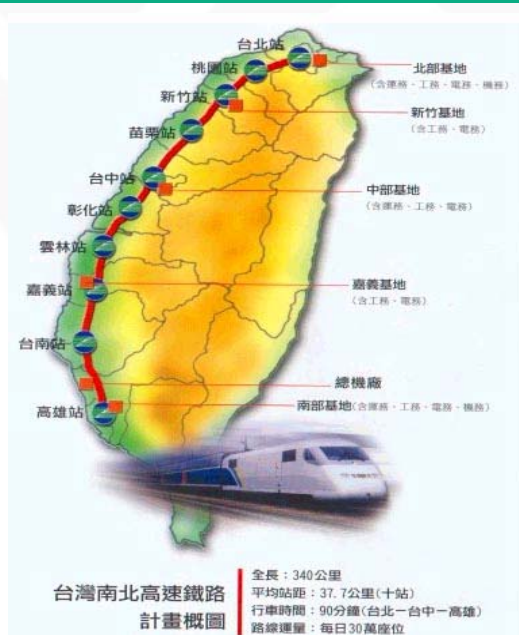 台北站
桃園站
北部基地
(含運務、工務、電務、機務)
新竹站
新竹基地
(含工務、電務)
苗栗站
台中站
中部基地
(含運務、工務、電務)
彰化站
雲林站
嘉義站
嘉義基地
(含工務、電務)
台南站
總機廠
高雄站
南部基地(含運務、工務、電務、機務)
台灣南北高速鐵路
計畫概圖
全長：340公里
平均站距：37.7公里(十站)
行車時間：90分鐘(台北－台中－高雄)
路線運量：每日30萬座位